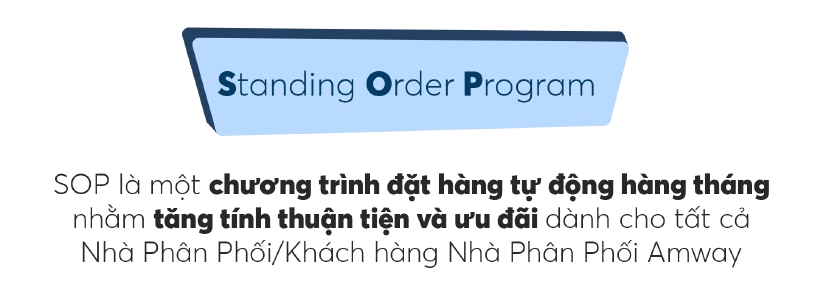 Standing Order Program
SOP là một chương trình đặt hàng tự động hàng tháng
nhằm tăng tính thuận tiện và ưu đãi dành cho tất cả
Nhà Phân Phối/Khách hàng Nhà Phân Phối Amway